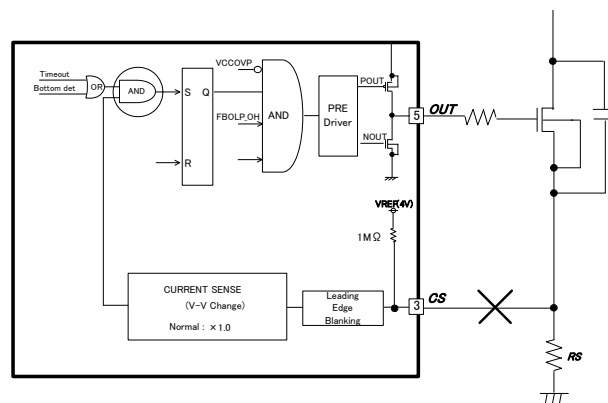 VCCOVP
Timeout
Bottom det
OR
AND
S Q
R
FBOLP_OH
AND
PRE
Driver
POUT
NOUT
5
OUT
VREF(4V)
1MΩ
CURRENT SENSE
(V-V Change)
Normal : ×1.0
Leading
Edge
Blanking
3
CS
RS